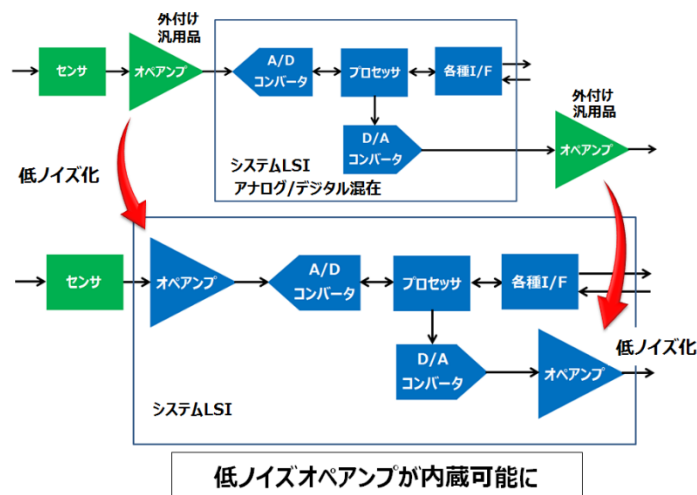 外付け
汎用品
センサ
オペアンプ
A/D
コンバータ
プロセッサ
各種I/F
D/A
コンバータ
システムLSI
アナログ/デジタル混在
外付け
汎用品
オペアンプ
低ノイズ化
センサ
オペアンプ
A/D
コンバータ
プロセッサ
各種I/F
D/A
コンバータ
オペアンプ
低ノイズ化
システムLSI
低ノイズオペアンプが内蔵可能に